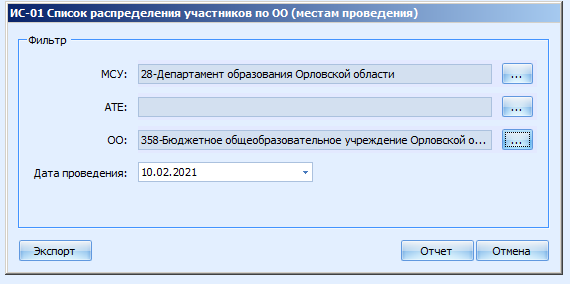 ИС-01 Список распределения участников по ОО (местам проведения)
Фильтр
МСУ: 28-Департамент образования Орловской области ...
АТЕ: ...
ОО: 358-Бюджетное общеобразовательное учреждение Орловской о... ...
Дата проведения: 10.02.2021
Экспорт Отчет Отмена